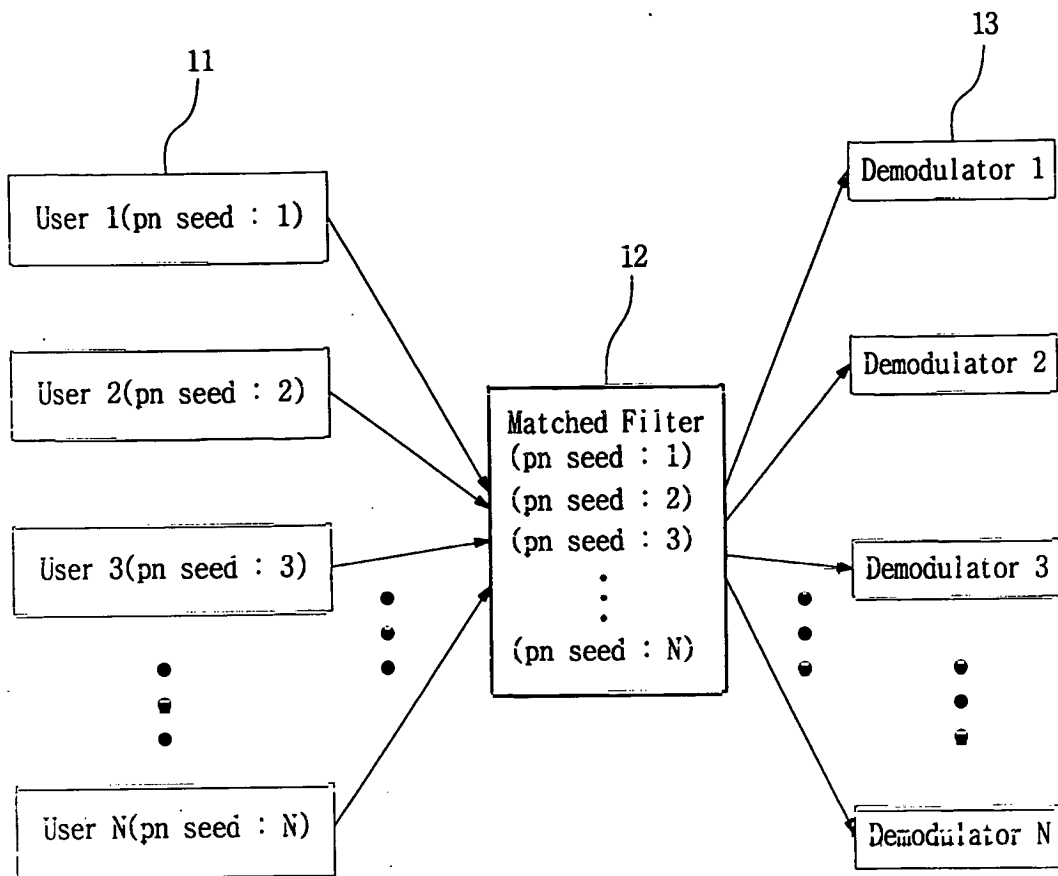 11
User 1(pn seed : 1)
User 2(pn seed : 2)
User 3(pn seed : 3)
User N(pn seed : N)
12
Matched Filter
(pn seed : 1)
(pn seed : 2)
(pn seed : 3)
(pn seed : N)
13
Demodulator 1
Demodulator 2
Demodulator 3
Demodulator N